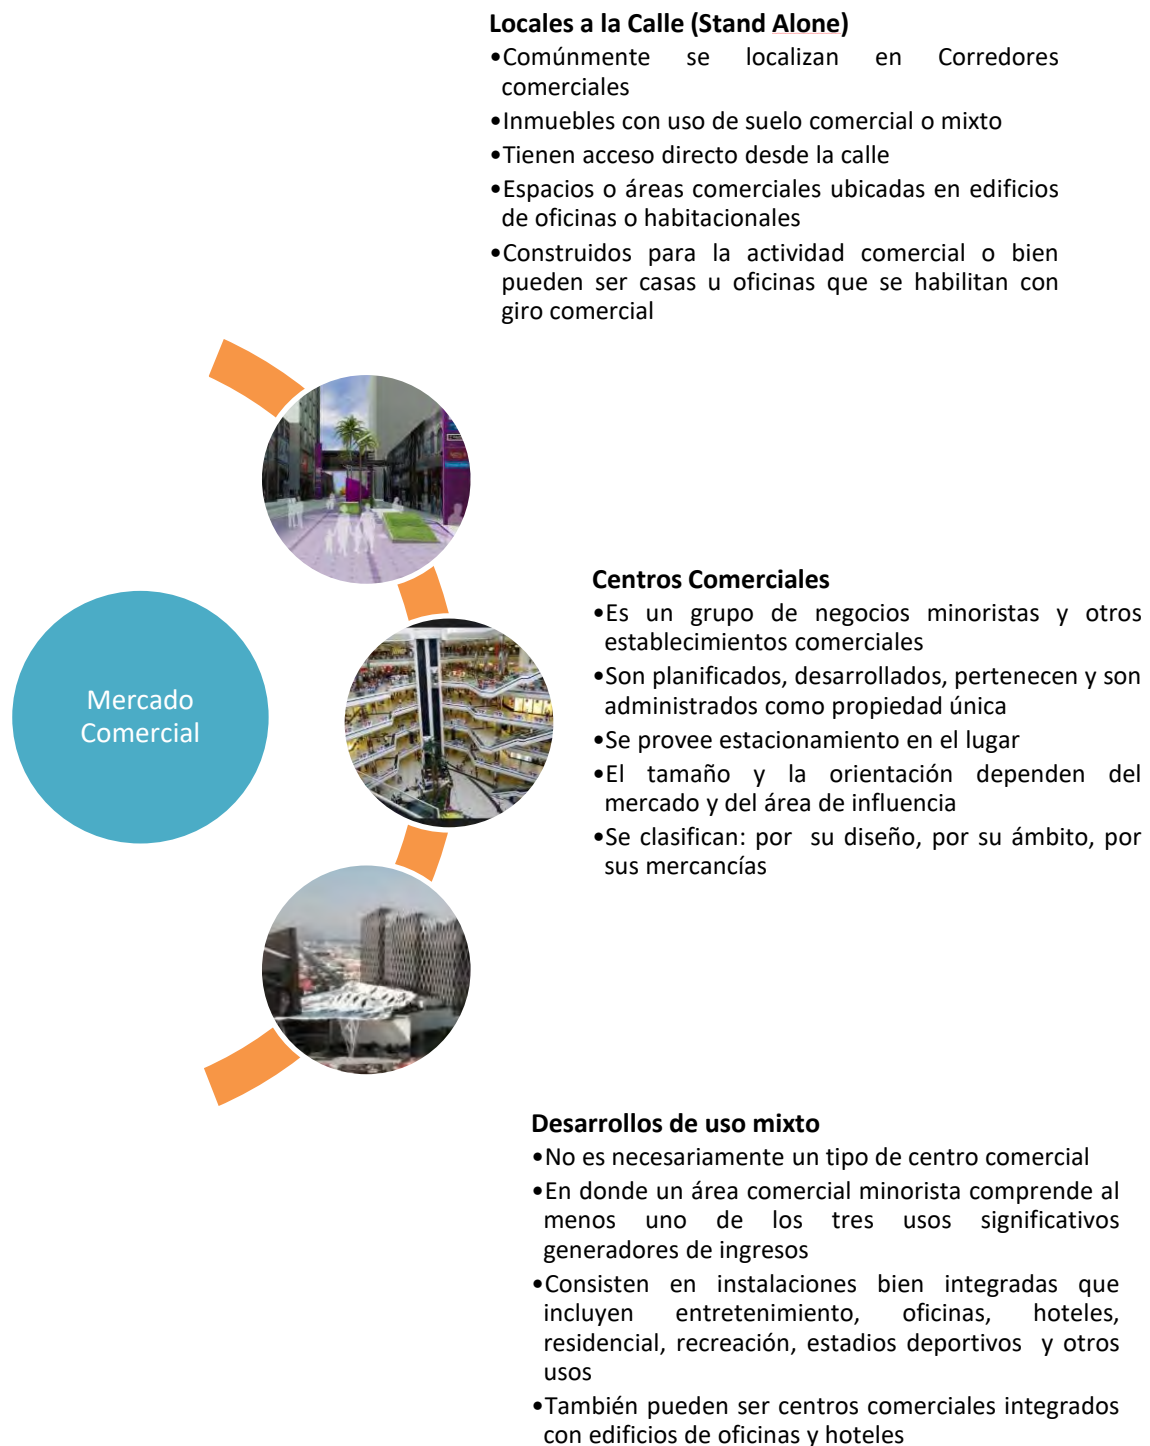 Locales a la Calle (Stand Alone)
•Comúnmente se localizan en Corredores
comerciales
•Inmuebles con uso de suelo comercial o mixto
•Tienen acceso directo desde la calle
•Espacios o áreas comerciales ubicadas en edificios
de oficinas o habitacionales
•Construidos para la actividad comercial o bien
pueden ser casas u oficinas que se habilitan con
giro comercial
Mercado
Comercial
Centros Comerciales
•Es un grupo de negocios minoristas y otros
establecimientos comerciales
•Son planificados, desarrollados, pertenecen y son
administrados como propiedad única
•Se provee estacionamiento en el lugar
•El tamaño y la orientación dependen del
mercado y del área de influencia
•Se clasifican: por su diseño, por su ámbito, por
sus mercancías
Desarrollos de uso mixto
•No es necesariamente un tipo de centro comercial
•En donde un área comercial minorista comprende al
menos uno de los tres usos significativos
generadores de ingresos
•Consisten en instalaciones bien integradas que
incluyen entretenimiento, oficinas, hoteles,
residencial, recreación, estadios deportivos y otros
usos
•También pueden ser centros comerciales integrados
con edificios de oficinas y hoteles